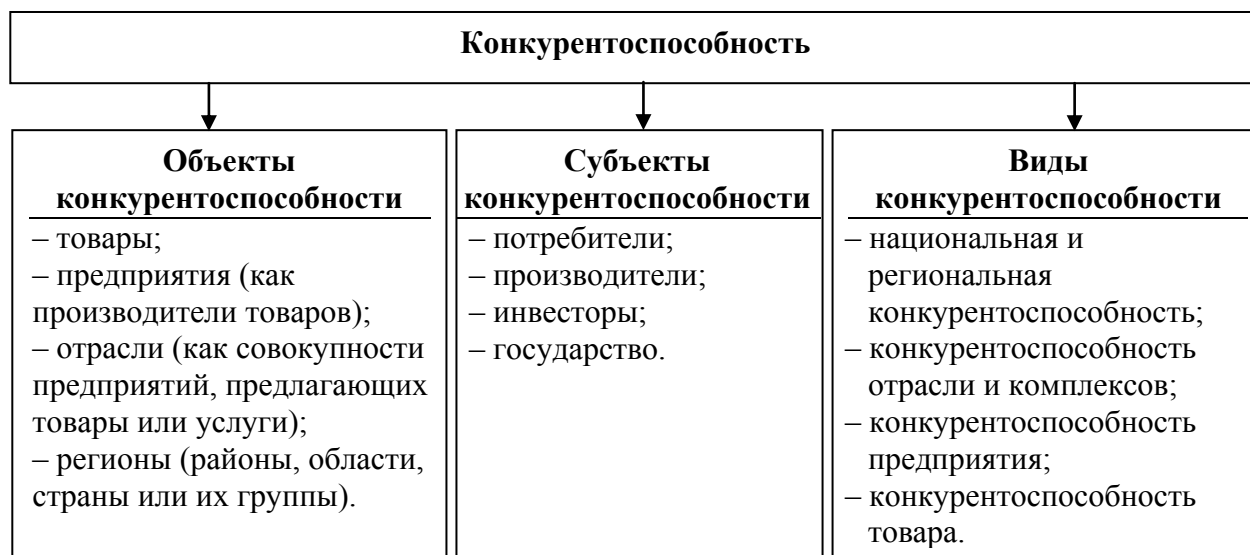 Конкурентоспособность
Объекты
конкурентоспособности
– товары;
– предприятия (как
производители товаров);
– отрасли (как совокупности
предприятий, предлагающих
товары или услуги);
– регионы (районы, области,
страны или их группы).
Субъекты
конкурентоспособности
– потребители;
– производители;
– инвесторы;
– государство.
Виды
конкурентоспособности
– национальная и
региональная
конкурентоспособность;
– конкурентоспособность
отрасли и комплексов;
– конкурентоспособность
предприятия;
– конкурентоспособность
товара.